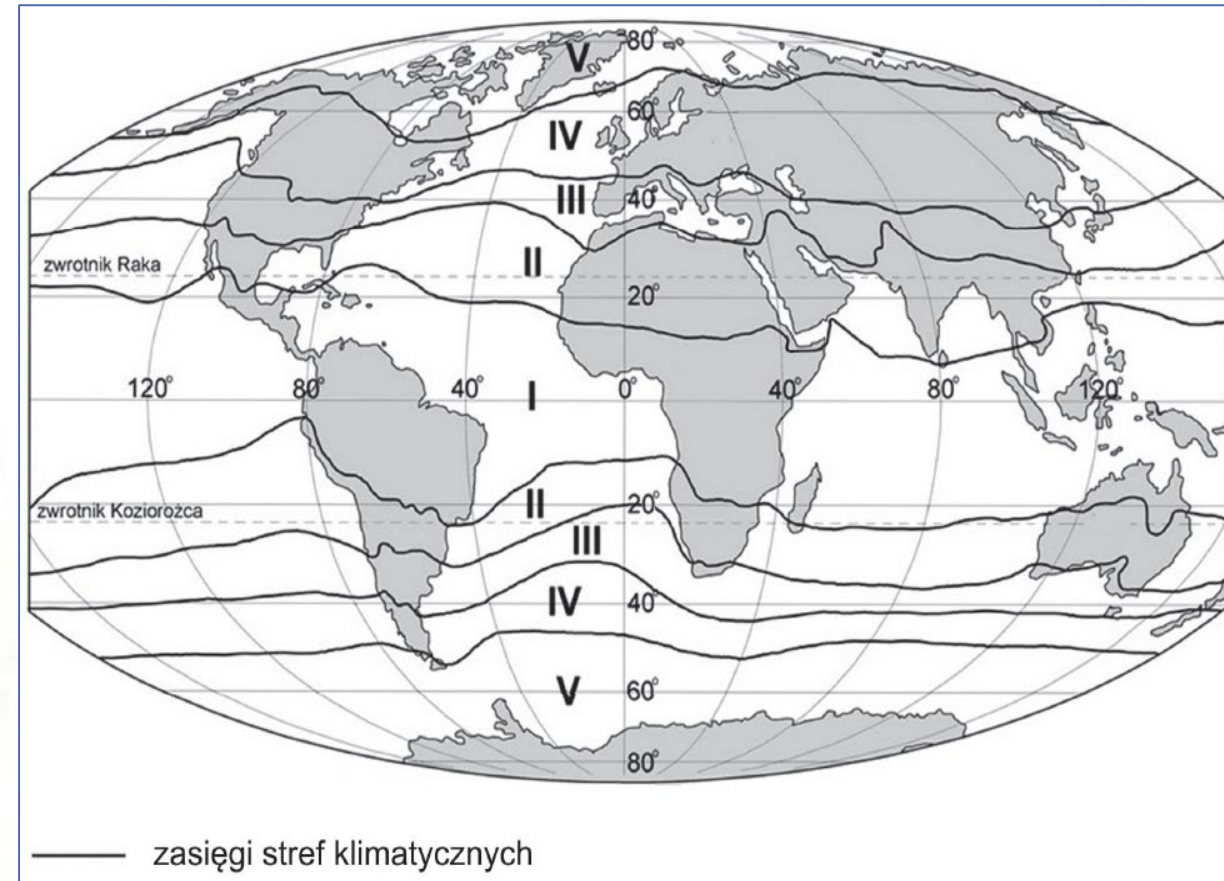 V
80°
60°
IV
III
40°
zwrotnik Raka
II
20°
120°
80°
40°
0°
40°
80°
120°
I
20°
II
zwrotnik Koziorożca
III
IV
40°
V
60°
80°
zasięgi stref klimatycznych